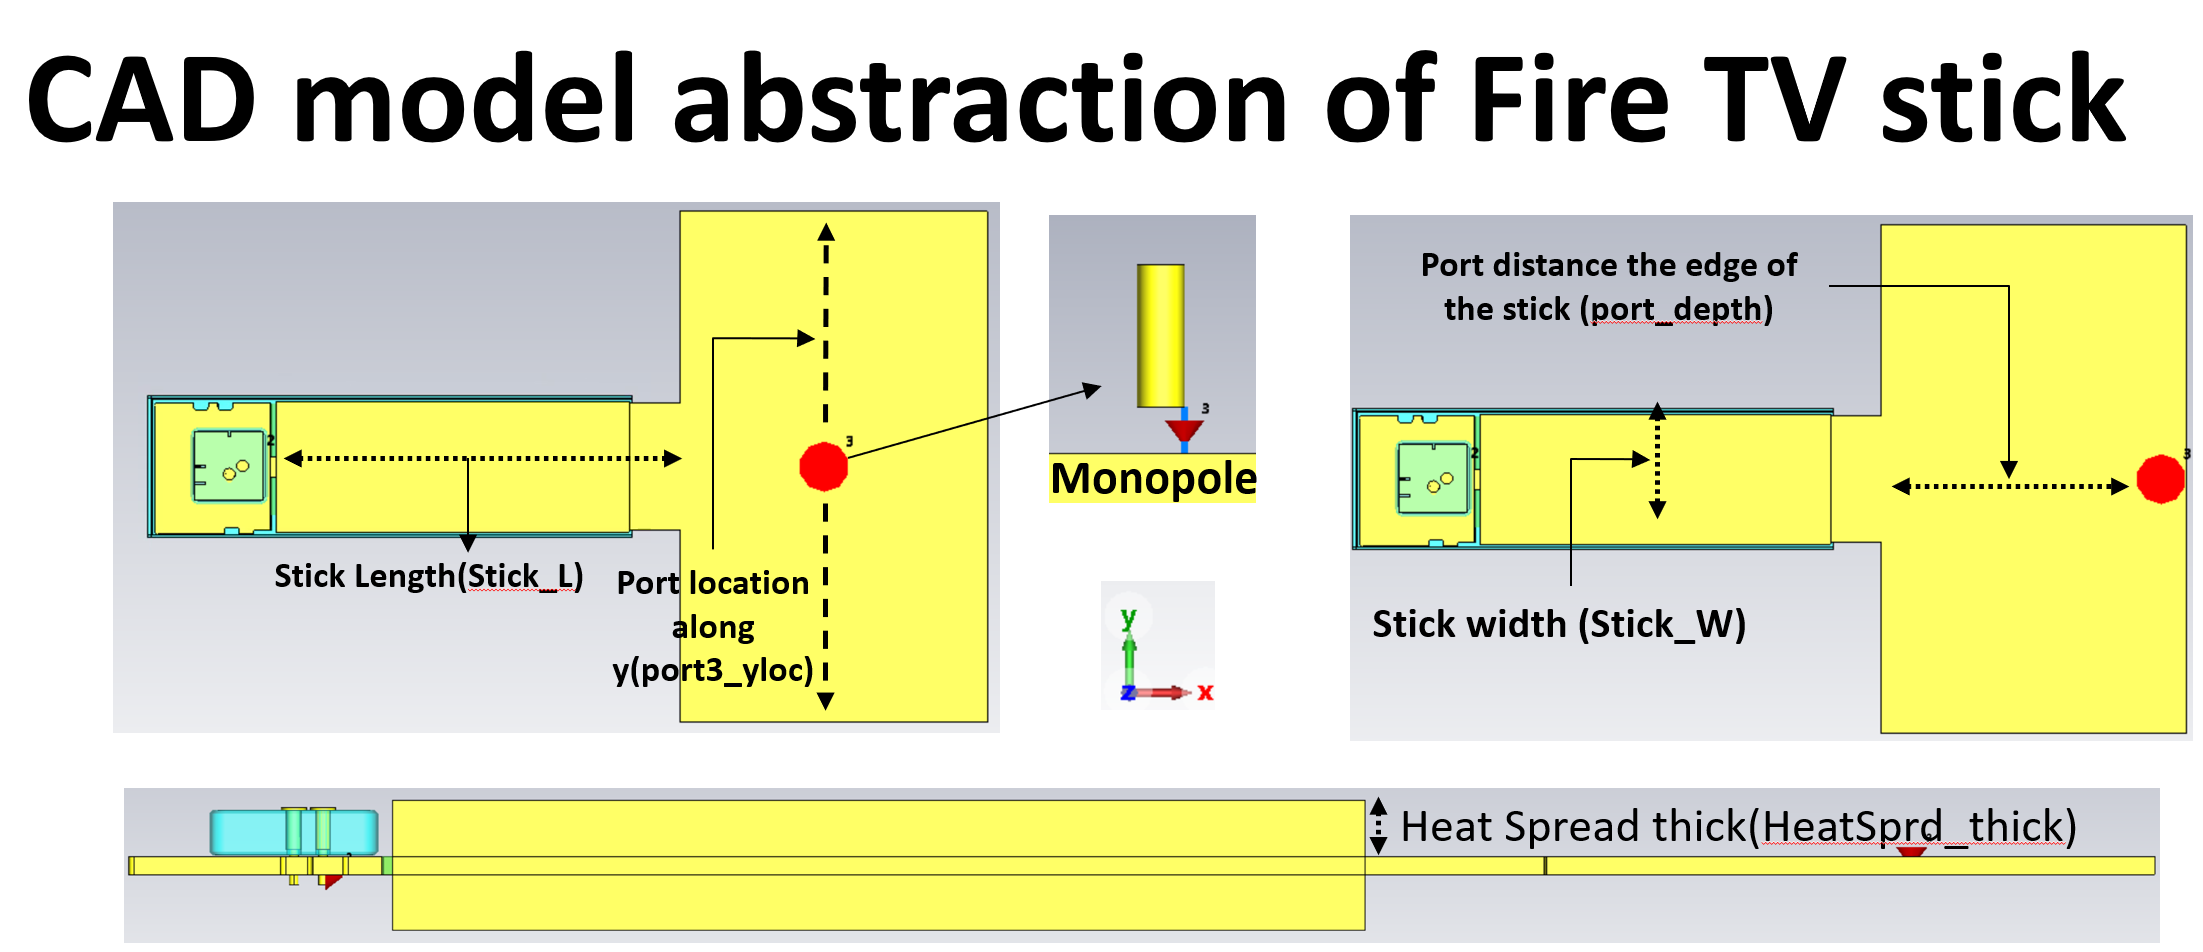 CAD model abstraction of Fire TV stick
2
3
Stick Length(Stick_L)
Port location
along
y(port3_yloc)
3
Monopole
y
z
x
Port distance the edge of
the stick (port_depth)
2
3
Stick width (Stick_W)
Heat Spread thick(HeatSprd_thick)